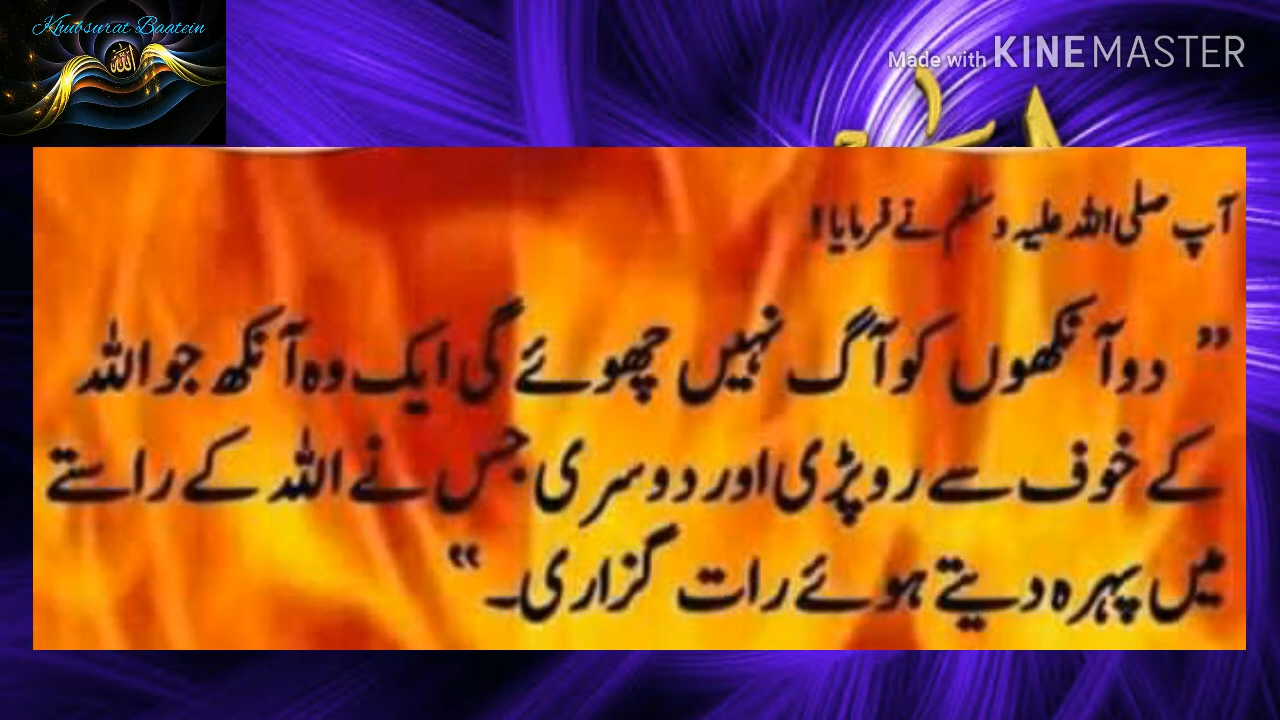 Khubsurat Baatein
الله
Made with KINEMASTER
آپ صلی اللہ علیہ وسلم نے فرمایا!
” دو آنکھوں کو آگ نہیں چھوئے گی ایک وہ آنکھ جو اللہ
کے خوف سے رو پڑی اور دوسری جس نے اللہ کے راستے
میں پہرہ دیتے ہوئے رات گزاری۔“